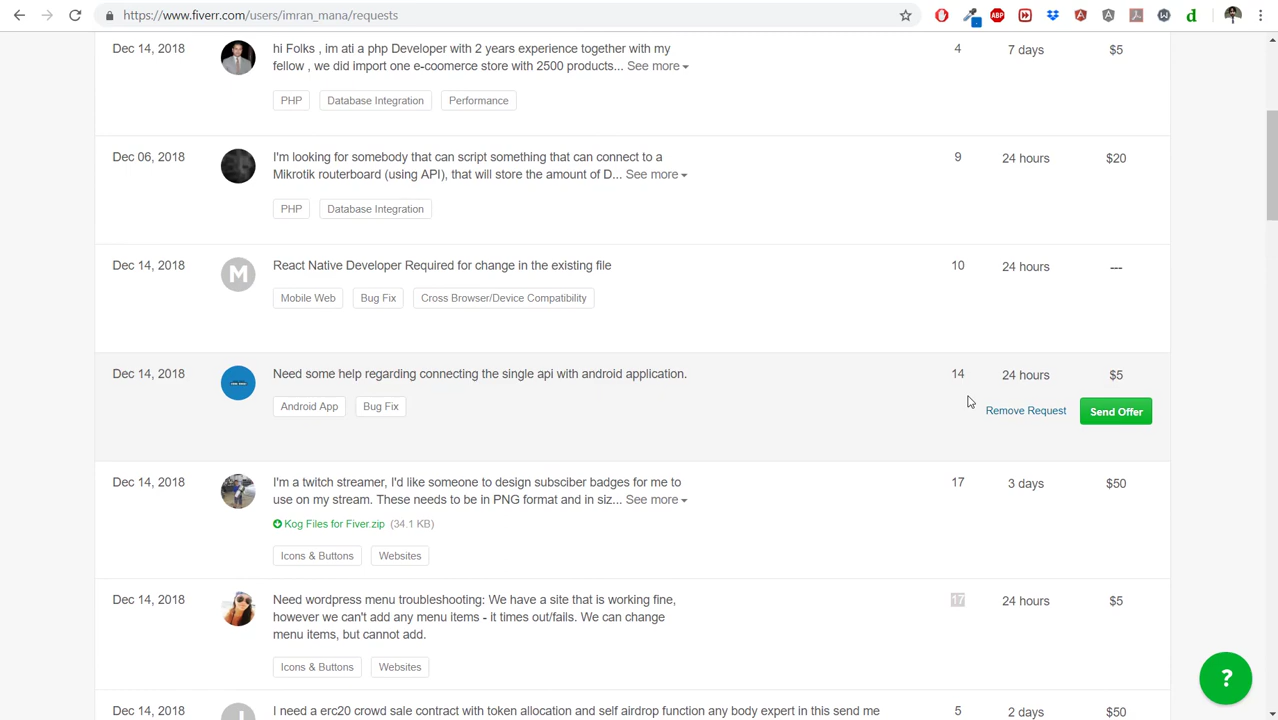 https://www.fiverr.com/users/imran_mana/requests
ABP
W
d
Dec 14, 2018
hi Folks , im ati a php Developer with 2 years experience together with my
fellow , we did import one e-coomerce store with 2500 products... See more
4
7 days
$5
PHP
Database Integration
Performance
Dec 06, 2018
I'm looking for somebody that can script something that can connect to a
Mikrotik routerboard (using API), that will store the amount of D... See more
9
24 hours
$20
PHP
Database Integration
Dec 14, 2018
M
React Native Developer Required for change in the existing file
10
24 hours
---
Mobile Web
Bug Fix
Cross Browser/Device Compatibility
Dec 14, 2018
Need some help regarding connecting the single api with android application.
14
24 hours
$5
Android App
Bug Fix
Remove Request
Send Offer
Dec 14, 2018
I'm a twitch streamer, I'd like someone to design subsciber badges for me to
use on my stream. These needs to be in PNG format and in siz... See more
17
3 days
$50
Kog Files for Fiver.zip (34.1 KB)
Icons & Buttons
Websites
Dec 14, 2018
Need wordpress menu troubleshooting: We have a site that is working fine,
however we can't add any menu items - it times out/fails. We can change
menu items, but cannot add.
17
24 hours
$5
Icons & Buttons
Websites
?
Dec 14, 2018
I need a erc20 crowd sale contract with token allocation and self airdrop function any body expert in this send me
5
2 days
$50